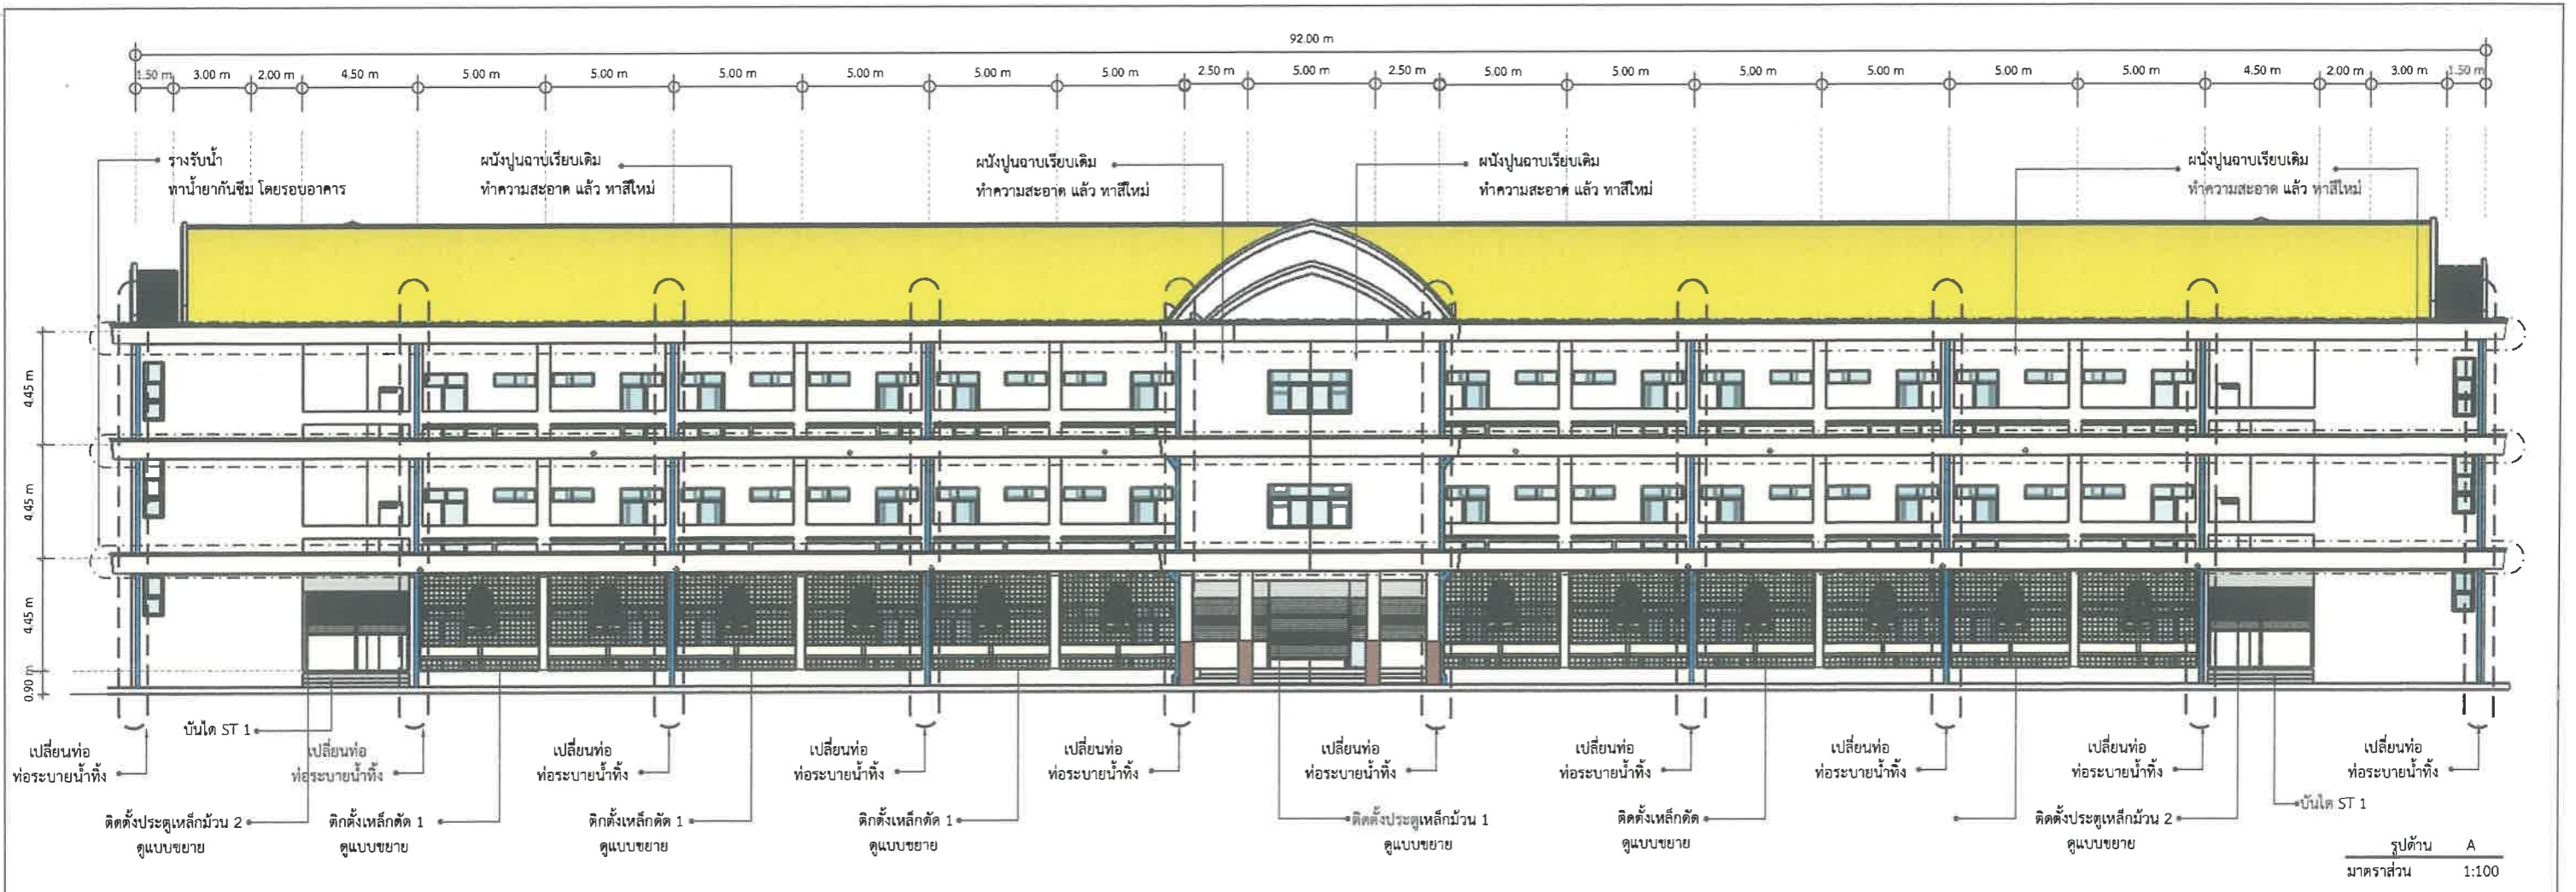 92.00 m
1.50 m 3.00 m 2.00 m 4.50 m 5.00 m 5.00 m 5.00 m 5.00 m 5.00 m 5.00 m 2.50 m 5.00 m 2.50 m 5.00 m 5.00 m 5.00 m 5.00 m 5.00 m 5.00 m 4.50 m 2.00 m 3.00 m 1.50 m
รางรับน้ำ
ทาน้ำยากันซึม โดยรอบอาคาร
ผนังปูนฉาบเรียบเดิม
ทำความสะอาด แล้ว ทาสีใหม่
ผนังปูนฉาบเรียบเดิม
ทำความสะอาด แล้ว ทาสีใหม่
ผนังปูนฉาบเรียบเดิม
ทำความสะอาด แล้ว ทาสีใหม่
ผนังปูนฉาบเรียบเดิม
ทำความสะอาด แล้ว ทาสีใหม่
4.45 m
4.45 m
4.45 m
0.90 m
บันได ST 1
เปลี่ยนท่อ
ท่อระบายน้ำทิ้ง
เปลี่ยนท่อ
ท่อระบายน้ำทิ้ง
เปลี่ยนท่อ
ท่อระบายน้ำทิ้ง
เปลี่ยนท่อ
ท่อระบายน้ำทิ้ง
เปลี่ยนท่อ
ท่อระบายน้ำทิ้ง
เปลี่ยนท่อ
ท่อระบายน้ำทิ้ง
เปลี่ยนท่อ
ท่อระบายน้ำทิ้ง
เปลี่ยนท่อ
ท่อระบายน้ำทิ้ง
เปลี่ยนท่อ
ท่อระบายน้ำทิ้ง
เปลี่ยนท่อ
ท่อระบายน้ำทิ้ง
บันได ST 1
ติดตั้งประตูเหล็กม้วน 2
ดูแบบขยาย
ติกตั้งเหล็กดัด 1
ดูแบบขยาย
ติกตั้งเหล็กดัด 1
ดูแบบขยาย
ติกตั้งเหล็กดัด 1
ดูแบบขยาย
ติดตั้งประตูเหล็กม้วน 1
ดูแบบขยาย
ติดตั้งเหล็กดัด
ดูแบบขยาย
ติดตั้งประตูเหล็กม้วน 2
ดูแบบขยาย
รูปด้าน A
มาตราส่วน 1:100